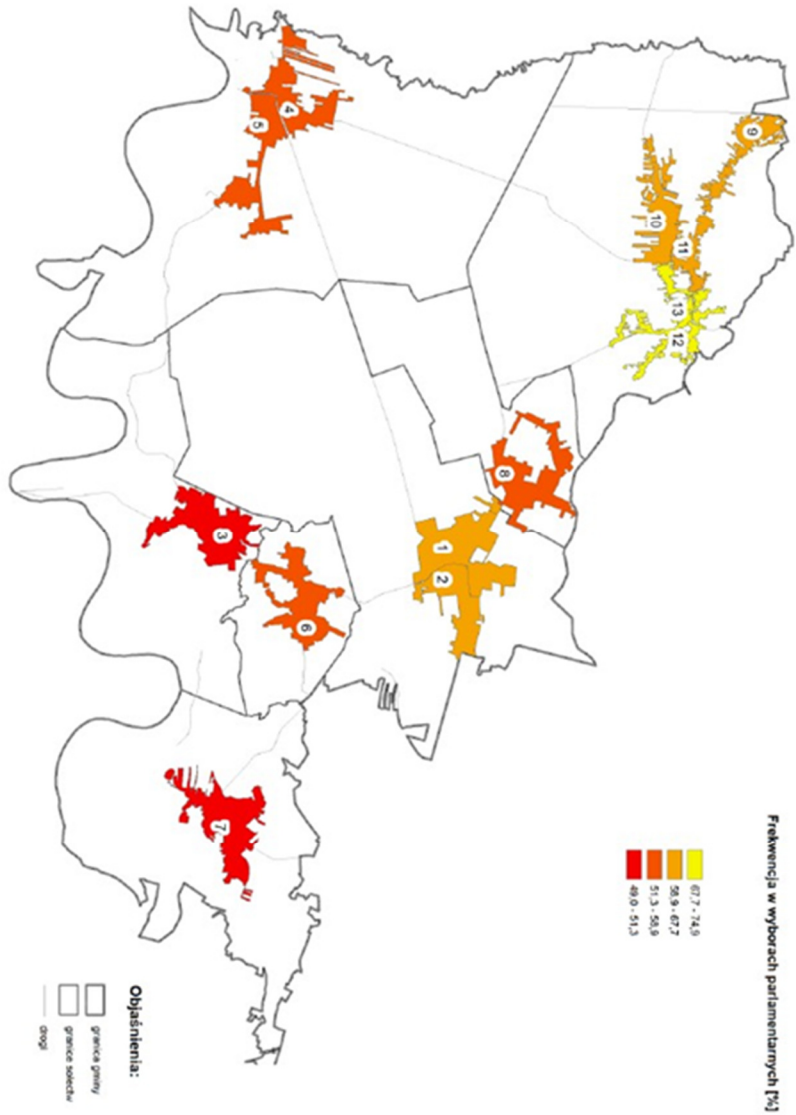 Frekwencja w wyborach parlamentarnych [%]
67,7 - 74,9
58,9 - 67,7
51,3 - 58,9
49,0 - 51,3
Objaśnienia:
granica gminy
granice sołectw
drogi
9
11
10
13
12
8
1
2
4
5
6
3
7